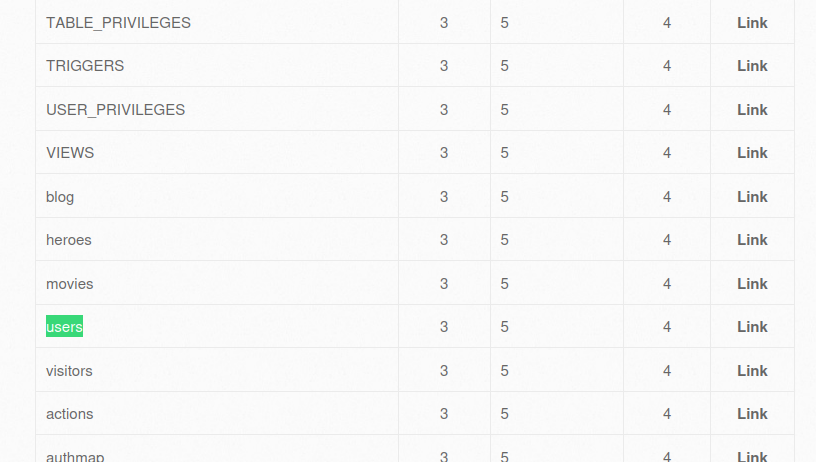 TABLE_PRIVILEGES 3 5 4 Link
TRIGGERS 3 5 4 Link
USER_PRIVILEGES 3 5 4 Link
VIEWS 3 5 4 Link
blog 3 5 4 Link
heroes 3 5 4 Link
movies 3 5 4 Link
users 3 5 4 Link
visitors 3 5 4 Link
actions 3 5 4 Link
authmap 3 5 4 Link